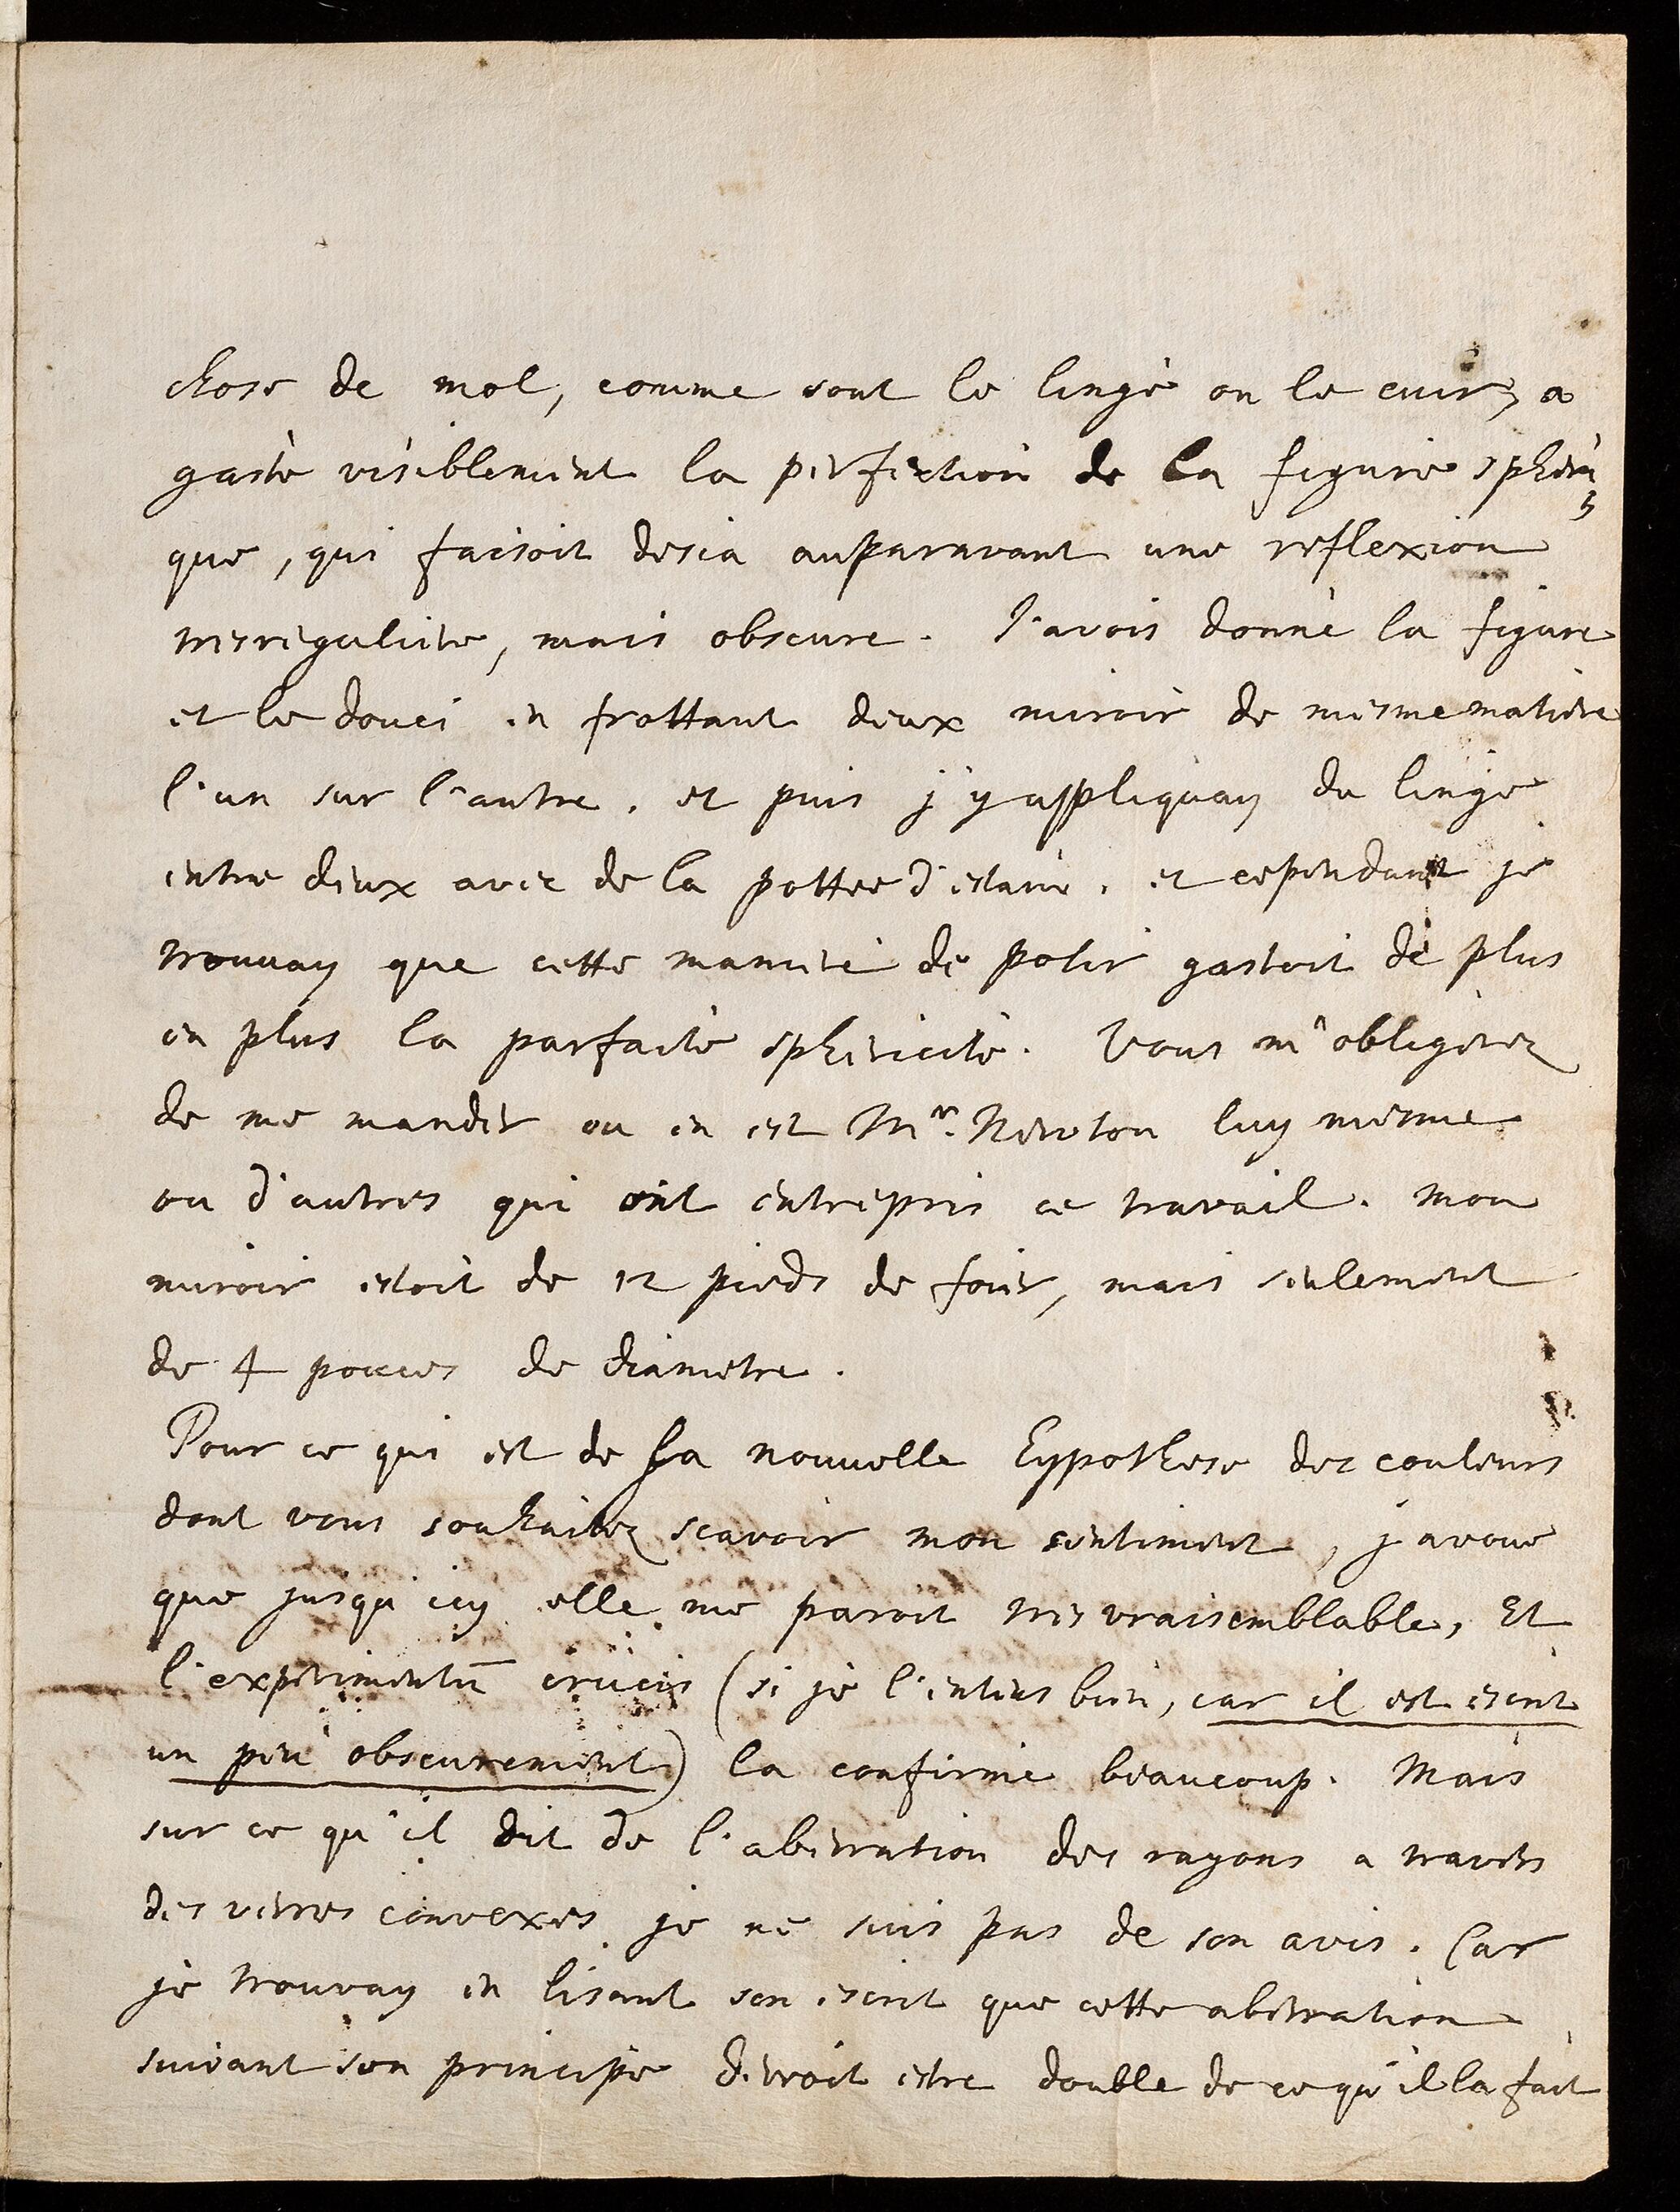 chose de mol, comme sont le linge ou le cuir, a
gastè visiblement la perfection de la figure spheri-
que, qui faisoit desia auparavant une reflexion
tresreguliere, mais obscure. J'avois donnè la figure
et le douci en frottant deux miroir de mesme matiere
l'un sur l'autre. et puis j'y appliquay du linge
entre deux avec de la pottee d'estain. et cependant je
trouvay que cette maniere de polir gastoit de plus
en plus la parfaite sphericitè. Vous m'obligerez
de me mander ou en est Mr. Newton luy mesme
ou d'autres qui ont entrepris ce travail. mon
miroir estoit de 12 pieds de foier, mais seulement
de 4 pouces de diametre.
Pour ce qui est de sa nouvelle hypothese des couleurs
dont vous souhaitez scavoir mon sentiment, j'avoue
que jusqu'icy elle me paroit tres vraisemblable, Et
l'experimentū crucis (si je l'entens bien, car il est escrit
un peu obscurement) la confirme beaucoup. Mais
sur ce qu'il dit de l'aberration des rayons a travers
des verres convexes je ne suis pas de son avis. Car
je trouvay en lisant son escrit que cette aberration
suivant son principe devroit estre double de ce qu'il la fait